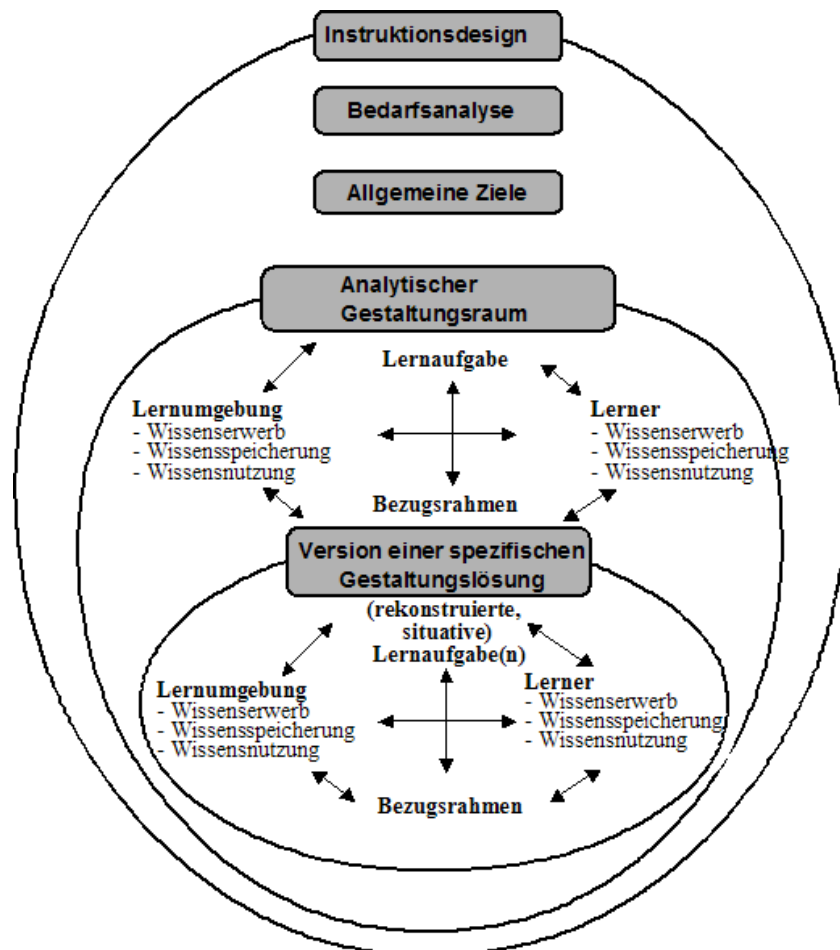 Instruktionsdesign
Bedarfsanalyse
Allgemeine Ziele
Analytischer
Gestaltungsraum
Lernaufgabe
Lernumgebung
- Wissenserwerb
- Wissensspeicherung
- Wissensnutzung
Lerner
- Wissenserwerb
- Wissensspeicherung
- Wissensnutzung
Bezugsrahmen
Version einer spezifischen
Gestaltungslösung
(rekonstruierte,
situative)
Lernaufgabe(n)
Lernumgebung
- Wissenserwerb
- Wissensspeicherung
- Wissensnutzung
Lerner
- Wissenserwerb
- Wissensspeicherung
- Wissensnutzung
Bezugsrahmen